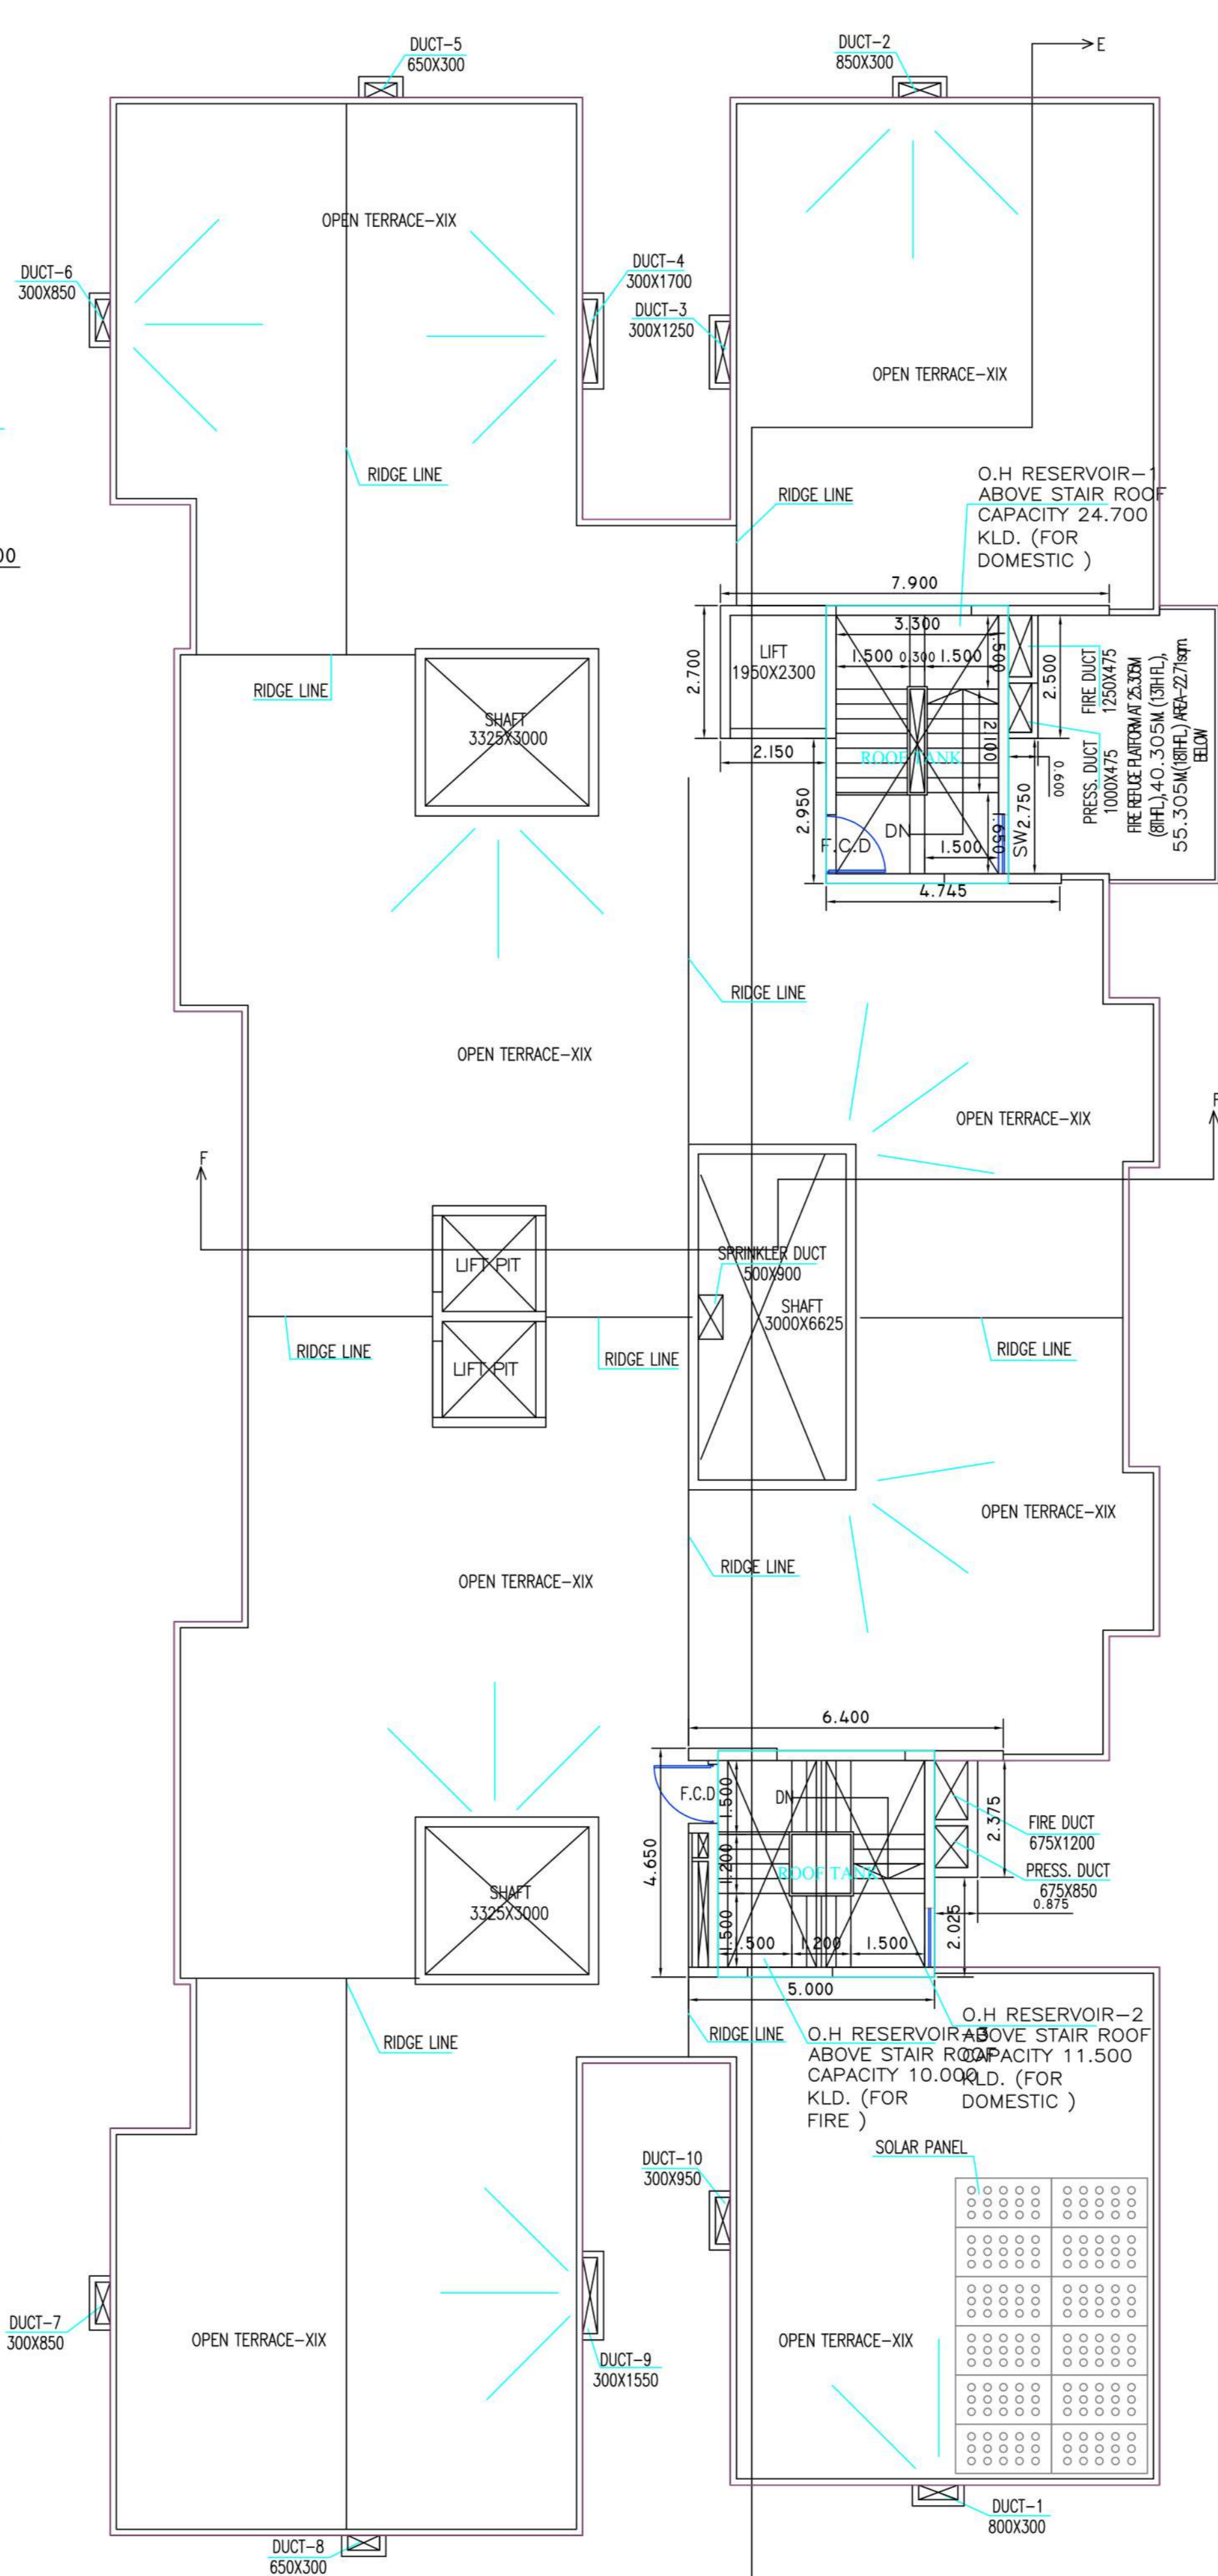 DUCT-5
650X300
DUCT-2
850X300
E
OPEN TERRACE-XIX
DUCT-6
300X850
DUCT-4
300X1700
DUCT-3
300X1250
OPEN TERRACE-XIX
RIDGE LINE
RIDGE LINE
O.H RESERVOIR-1
ABOVE STAIR ROOF
CAPACITY 24.700
KLD. (FOR
DOMESTIC )
00
7.900
2.700
LIFT
1950X2300
3.300
1.500
0.300
1.500
1.500
2.500
FIRE DUCT
1250X475
PRESS. DUCT
1000X475
FIRE REFUGE PLATFORM AT 25.305M
(8TH FL), 40.305M. (13TH FL),
55.305M.(18TH FL.) AREA-22.71sqm.
BELOW
RIDGE LINE
SHAFT
3325X3000
2.150
ROOF TANK
2.100
0.600
2.950
F.C.D
DN
1.500
1.650
SW
2.750
4.745
RIDGE LINE
OPEN TERRACE-XIX
OPEN TERRACE-XIX
F
F
LIFT PIT
SPRINKLER DUCT
500X900
SHAFT
3000X6625
RIDGE LINE
LIFT PIT
RIDGE LINE
RIDGE LINE
OPEN TERRACE-XIX
RIDGE LINE
OPEN TERRACE-XIX
6.400
F.C.D
1.500
DN
2.375
FIRE DUCT
675X1200
4.650
1.200
ROOF TANK
PRESS. DUCT
675X850
0.875
SHAFT
3325X3000
1.500
1.500
1.200
1.500
2.025
5.000
RIDGE LINE
RIDGE LINE
O.H RESERVOIR-3
ABOVE STAIR ROOF
CAPACITY 10.000
KLD. (FOR
FIRE )
O.H RESERVOIR-2
ABOVE STAIR ROOF
CAPACITY 11.500
KLD. (FOR
DOMESTIC )
SOLAR PANEL
DUCT-10
300X950
DUCT-7
300X850
OPEN TERRACE-XIX
DUCT-9
300X1550
OPEN TERRACE-XIX
DUCT-1
800X300
DUCT-8
650X300